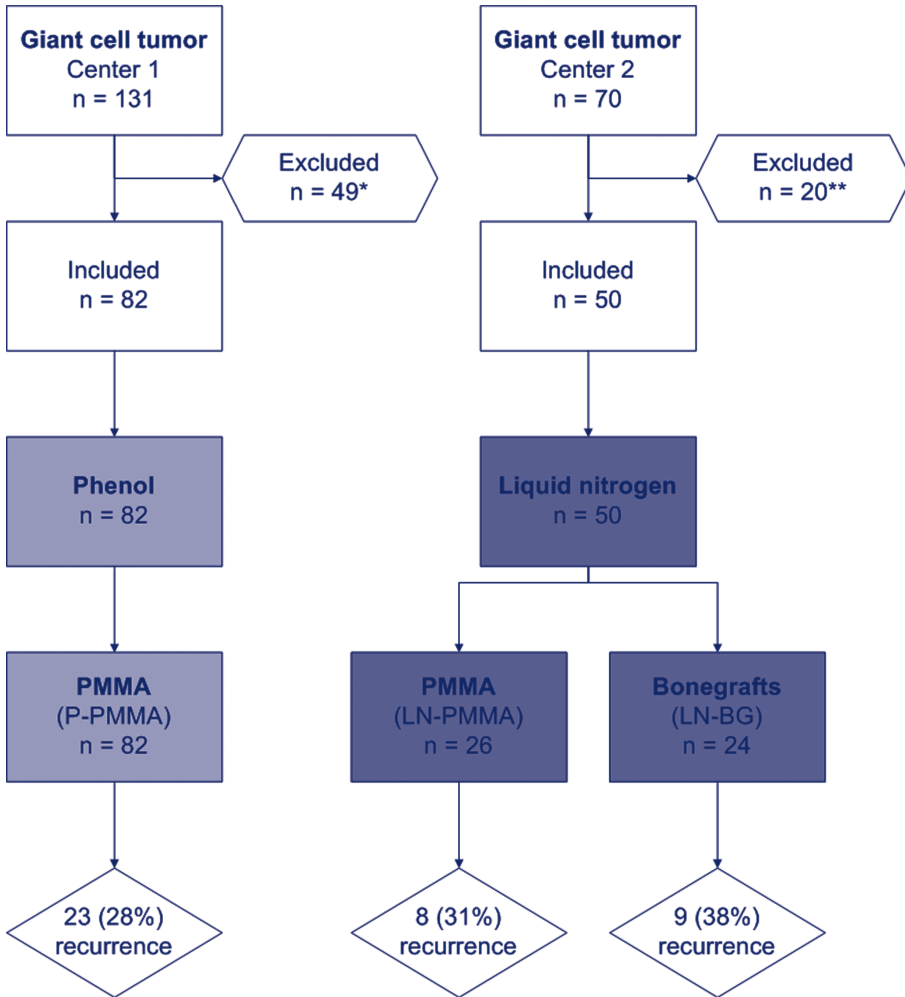 Giant cell tumor
Center 1
n = 131
Excluded
n = 49*
Included
n = 82
Phenol
n = 82
PMMA
(P-PMMA)
n = 82
23 (28%)
recurrence
Giant cell tumor
Center 2
n = 70
Excluded
n = 20**
Included
n = 50
Liquid nitrogen
n = 50
PMMA
(LN-PMMA)
n = 26
8 (31%)
recurrence
Bonegrafts
(LN-BG)
n = 24
9 (38%)
recurrence